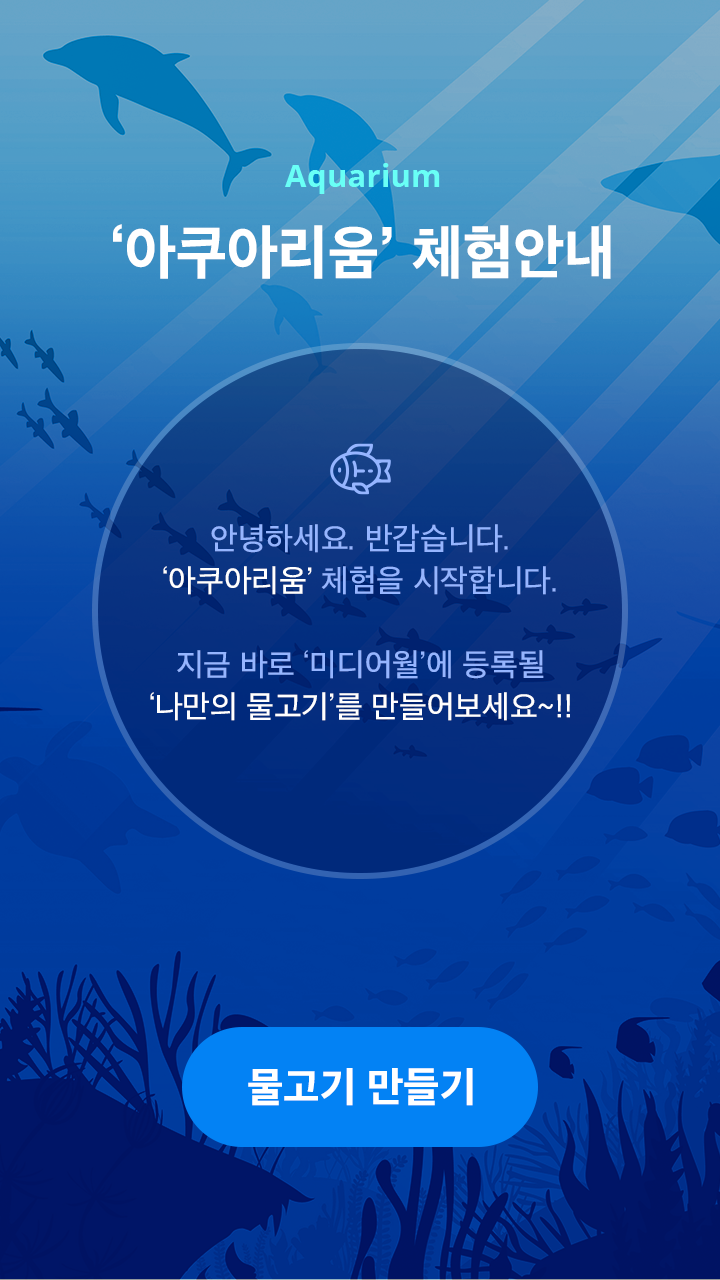 Aquarium
‘아쿠아리움’ 체험안내
안녕하세요. 반갑습니다.
‘아쿠아리움’ 체험을 시작합니다.
지금 바로 ‘미디어월’에 등록될
‘나만의 물고기’를 만들어보세요~!!
물고기 만들기